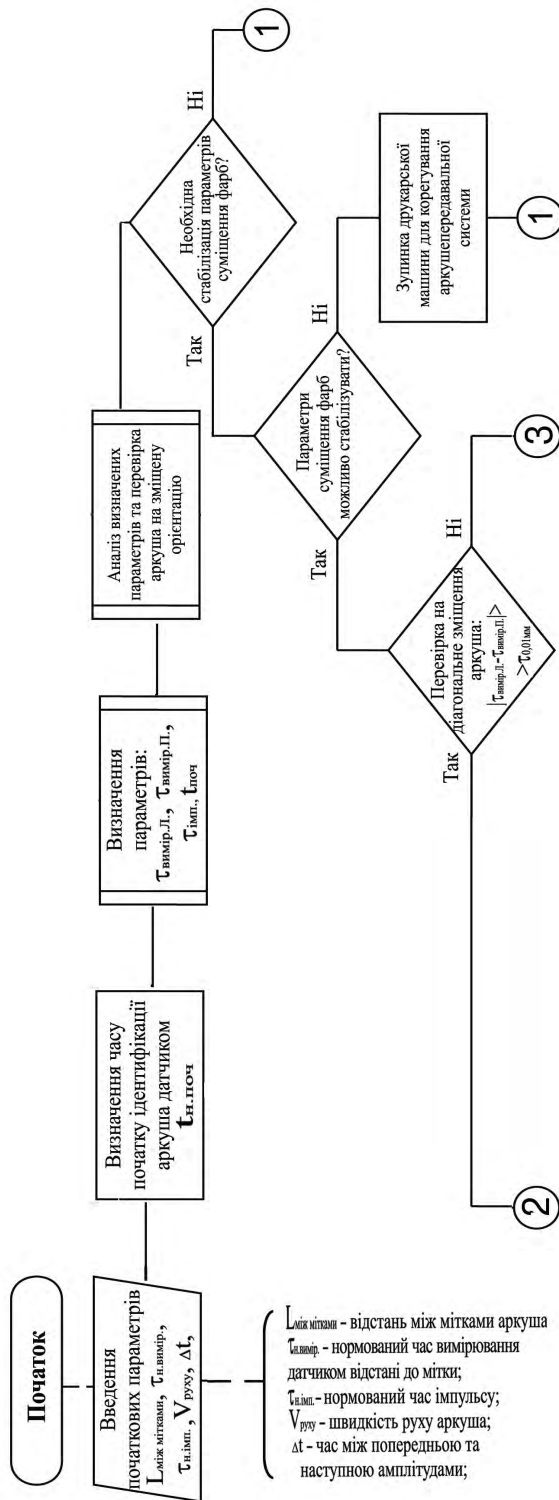 Початок
Введення
початкових параметрів
Lміж мітками, τн.вимір.,
τн.імп., Vруху, Δt,
Lміж мітками - відстань між мітками аркуша
τн.вимір. - нормований час вимірювання
датчиком відстані до мітки;
τн.імп. - нормований час імпульсу;
Vруху - швидкість руху аркуша;
Δt - час між попередньою та
наступною амплітудами;
Визначення часу
початку ідентифікації
аркуша датчиком
tн.поч
Визначення
параметрів:
τвимір.Л., τвимір.П.,
τімп., tпоч
Аналіз визначених
параметрів та перевірка
аркуша на зміщену
орієнтацію
Необхідна
стабілізація параметрів
суміщення фарб?
Ні
1
Так
Параметри
суміщення фарб
можливо стабілізувати?
Ні
Зупинка друкарської
машини для корегування
аркушепередавальної
системи
1
Так
Перевірка на
діагональне зміщення
аркуша:
|τвимір.Л.-τвимір.П.|>
>τ0,01мм
Ні
3
Так
2